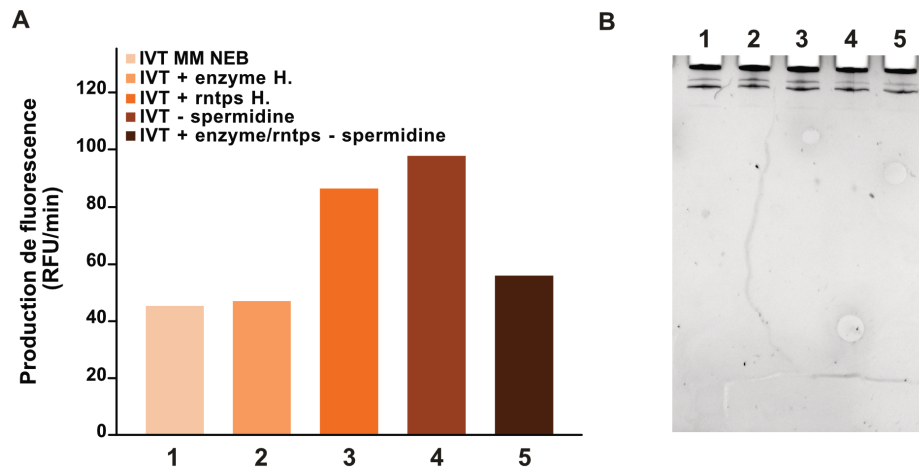 A
B
IVT MM NEB
IVT + enzyme H.
IVT + rntps H.
IVT - spermidine
IVT + enzyme/rntps - spermidine
Production de fluorescence
(RFU/min)
120
100
80
60
40
20
0
1 2 3 4 5
1 2 3 4 5